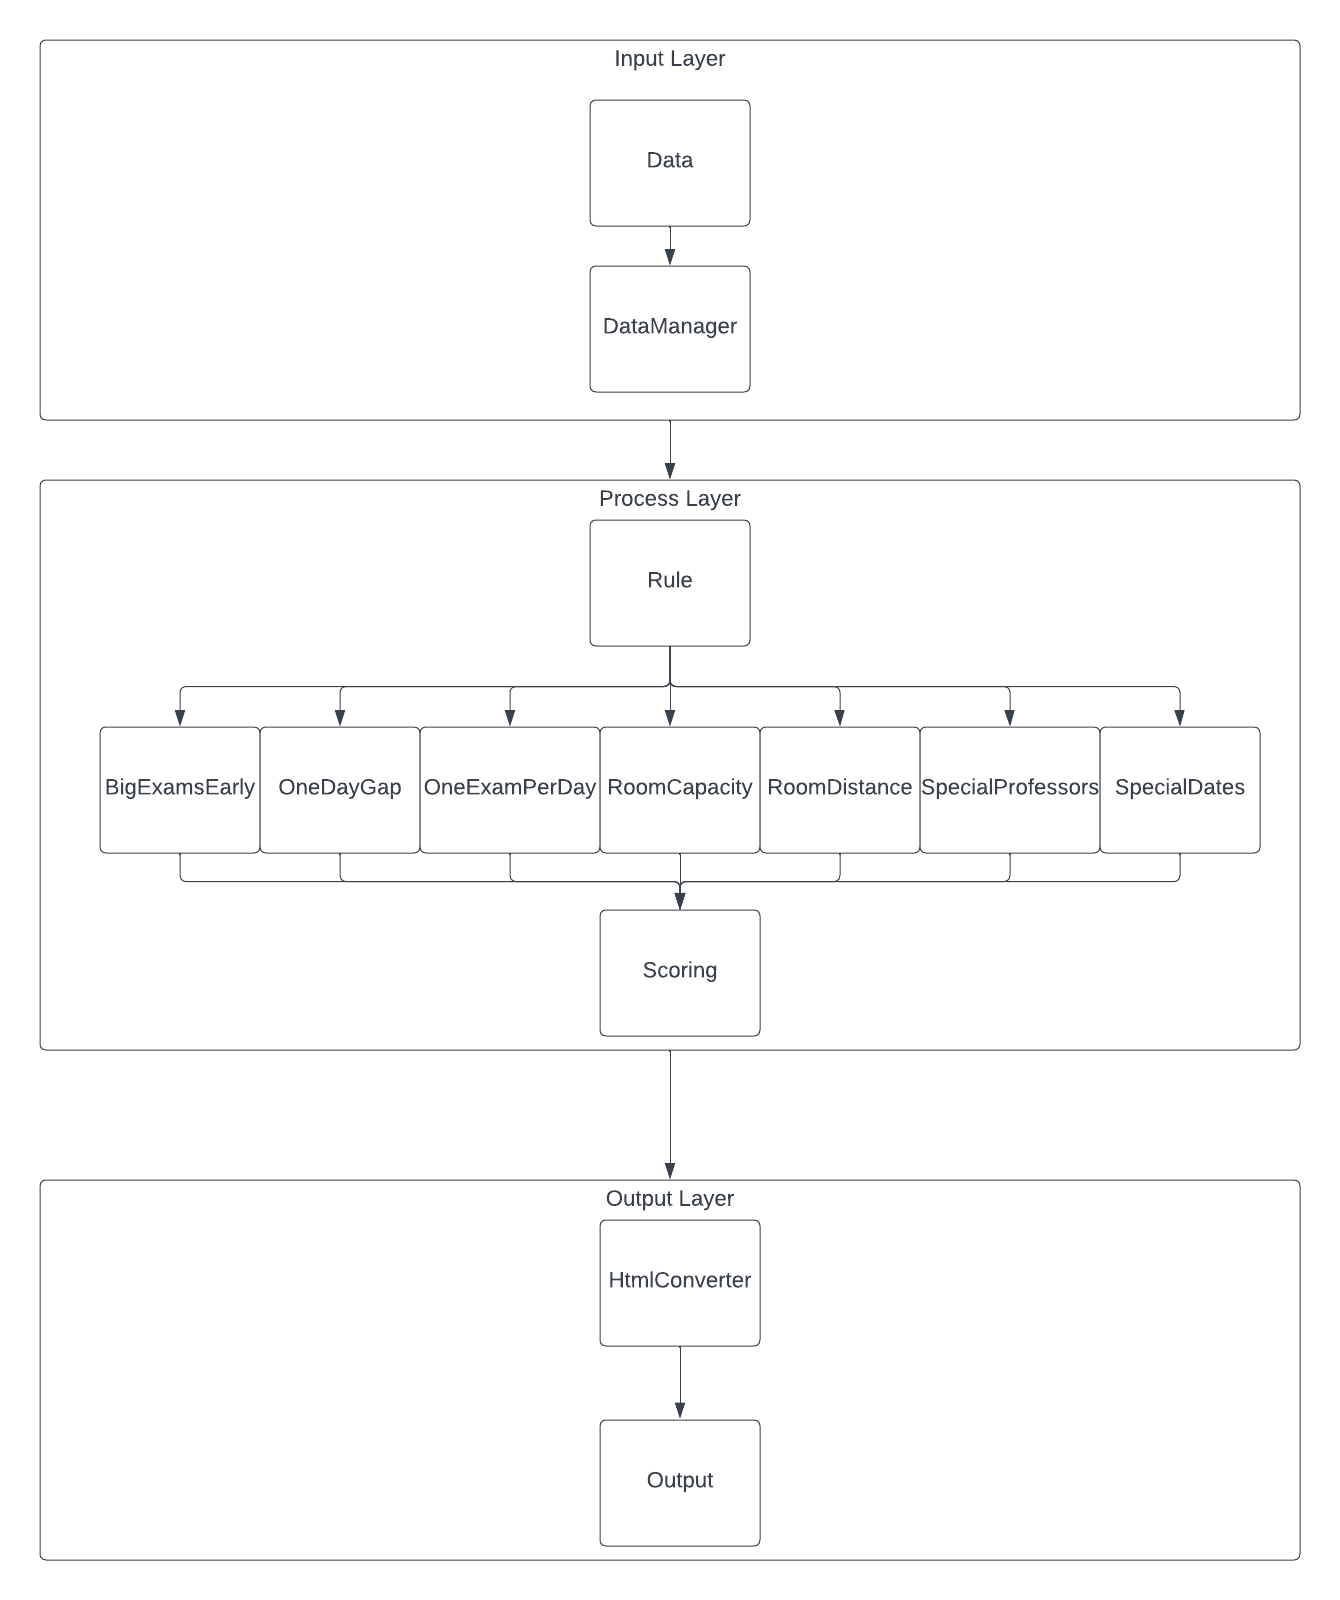 Input Layer
Data
DataManager
Process Layer
Rule
BigExamsEarly
OneDayGap
OneExamPerDay
RoomCapacity
RoomDistance
SpecialProfessors
SpecialDates
Scoring
Output Layer
HtmlConverter
Output